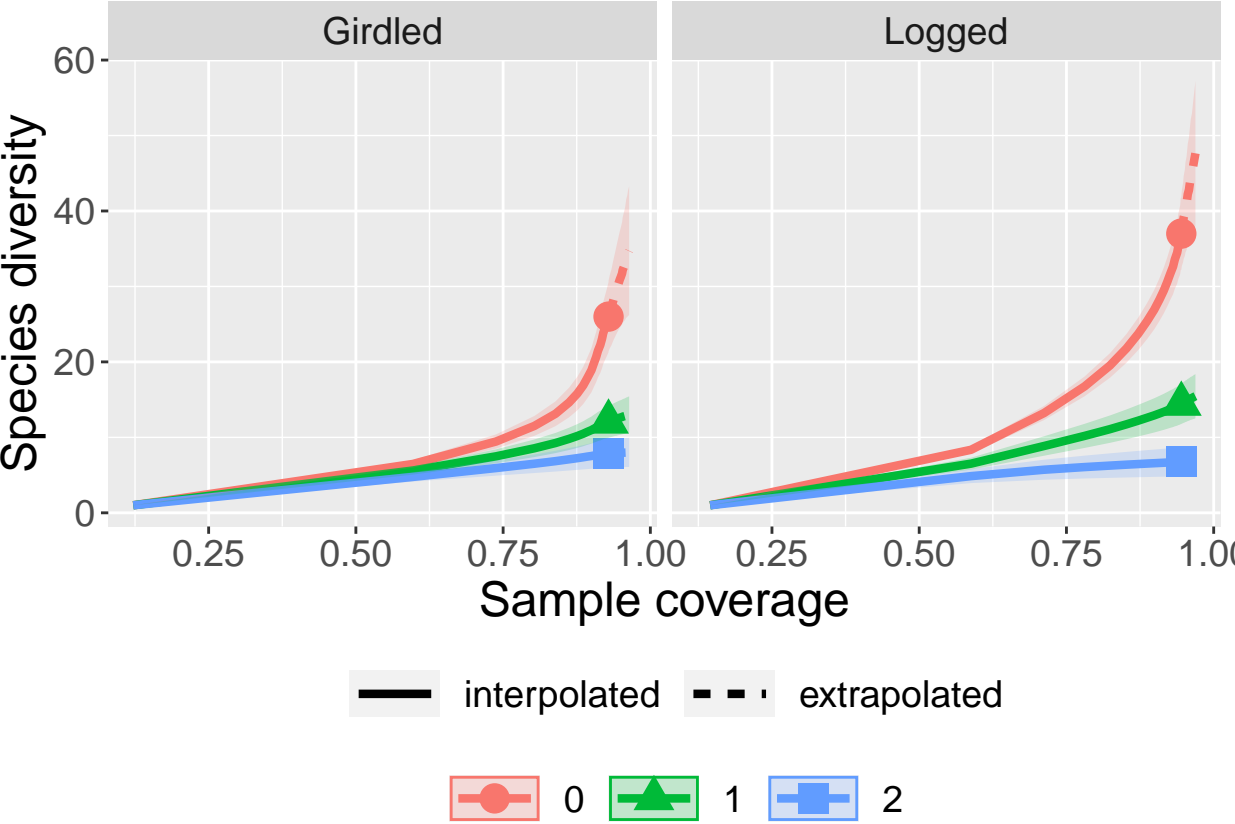 Girdled Logged
60
40
20
0
Species diversity
0.25 0.50 0.75 1.00 0.25 0.50 0.75 1.00
Sample coverage
interpolated extrapolated
0 1 2